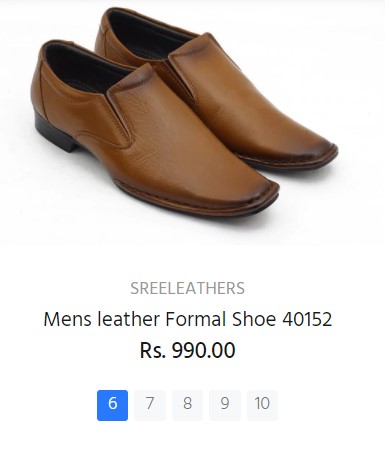 SREELEATHERS
Mens leather Formal Shoe 40152
Rs. 990.00
6 7 8 9 10